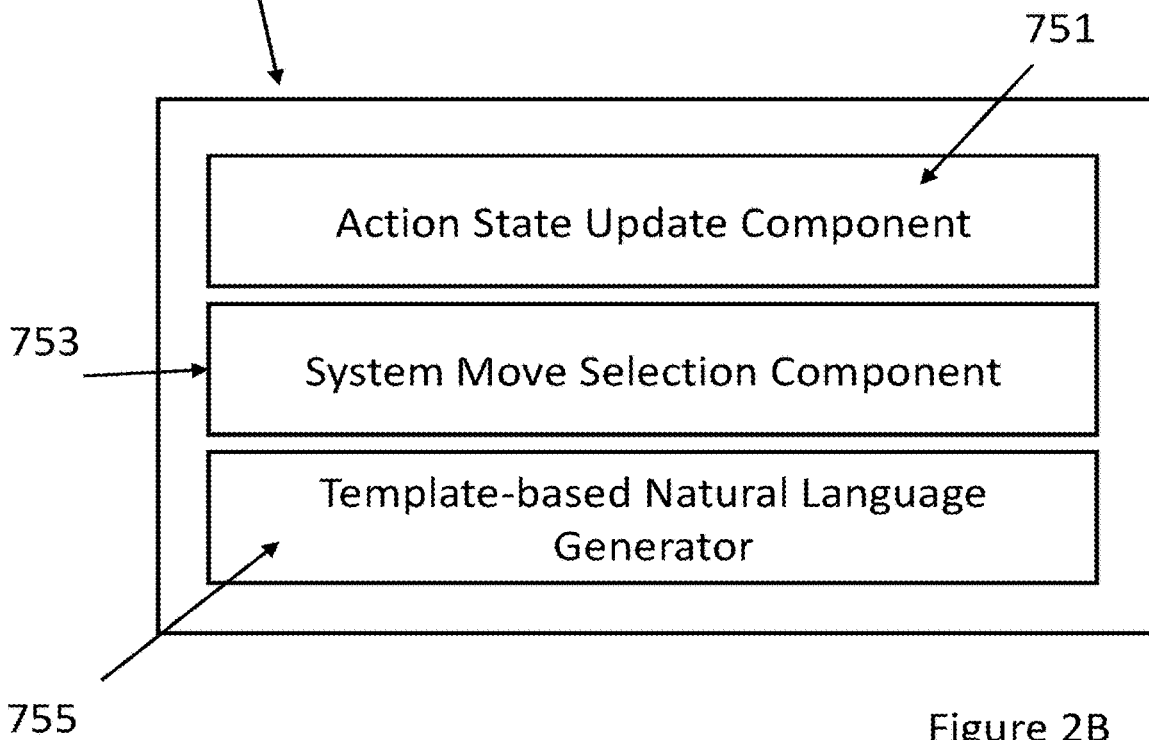 751
Action State Update Component
753
System Move Selection Component
Template-based Natural Language
Generator
755
Figure 2B